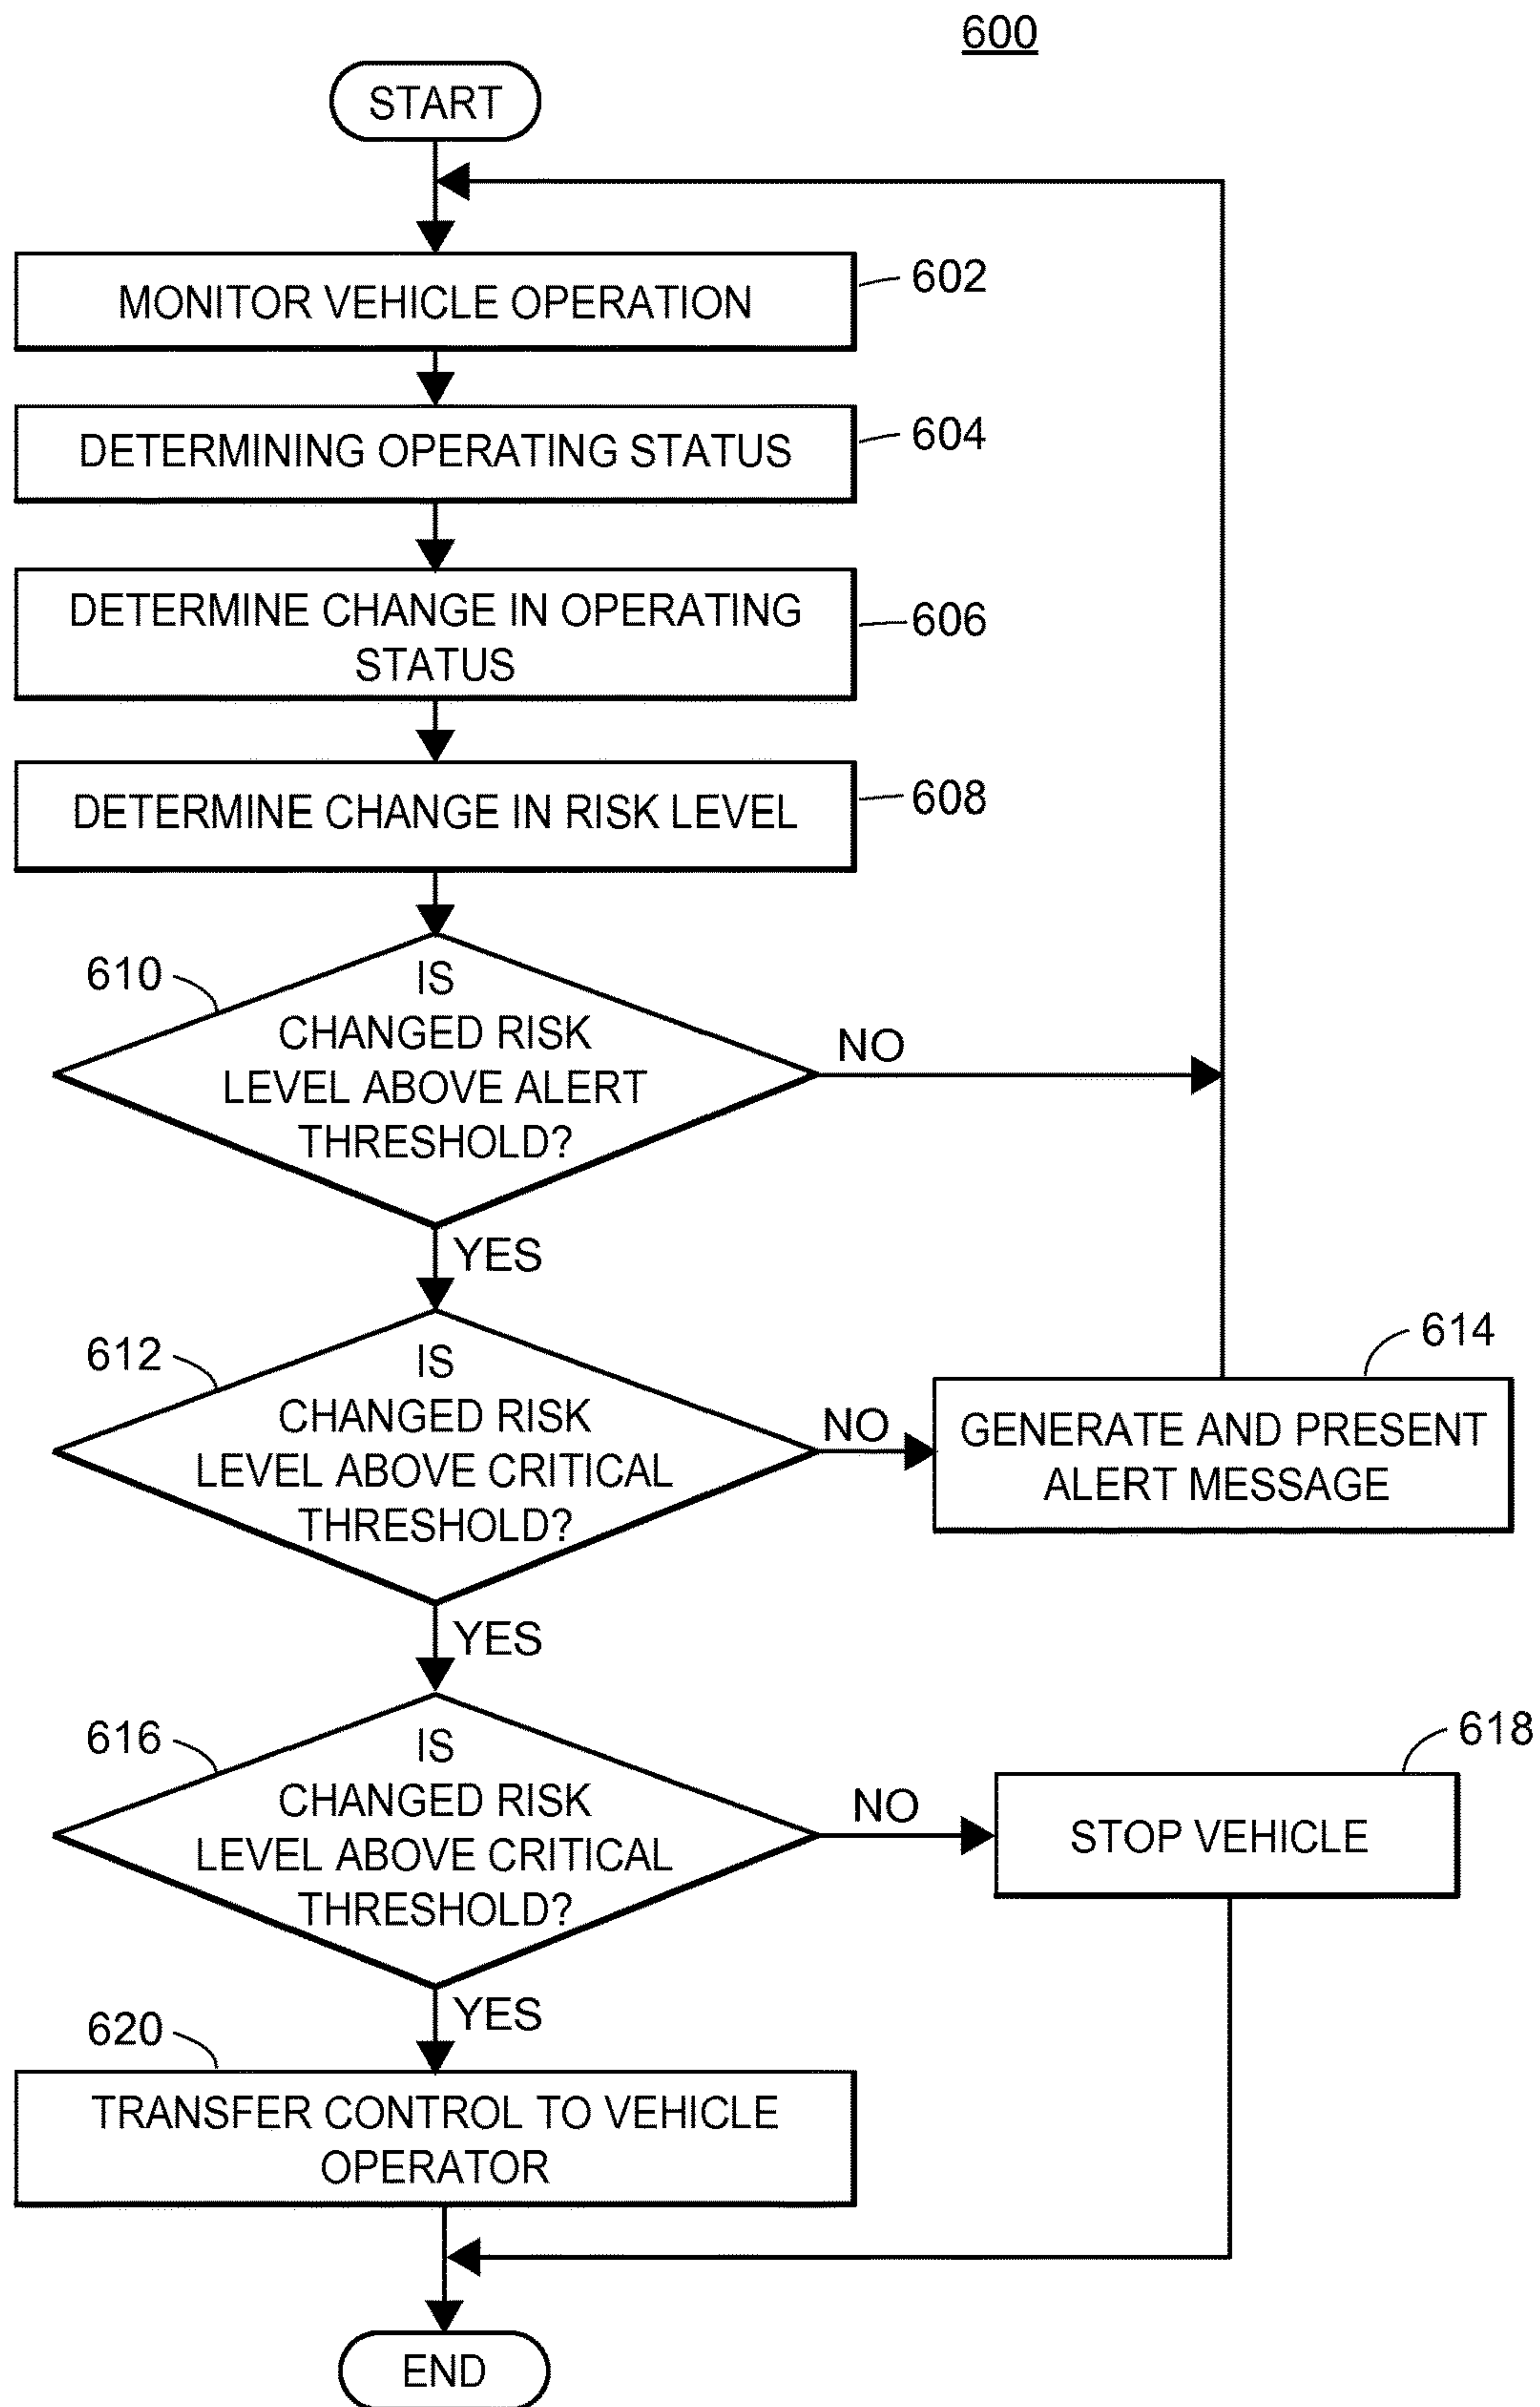 600
START
MONITOR VEHICLE OPERATION
602
DETERMINING OPERATING STATUS
604
DETERMINE CHANGE IN OPERATING
STATUS
606
DETERMINE CHANGE IN RISK LEVEL
608
610
IS
CHANGED RISK
LEVEL ABOVE ALERT
THRESHOLD?
NO
YES
612
IS
CHANGED RISK
LEVEL ABOVE CRITICAL
THRESHOLD?
NO
614
GENERATE AND PRESENT
ALERT MESSAGE
YES
616
IS
CHANGED RISK
LEVEL ABOVE CRITICAL
THRESHOLD?
NO
618
STOP VEHICLE
YES
620
TRANSFER CONTROL TO VEHICLE
OPERATOR
END